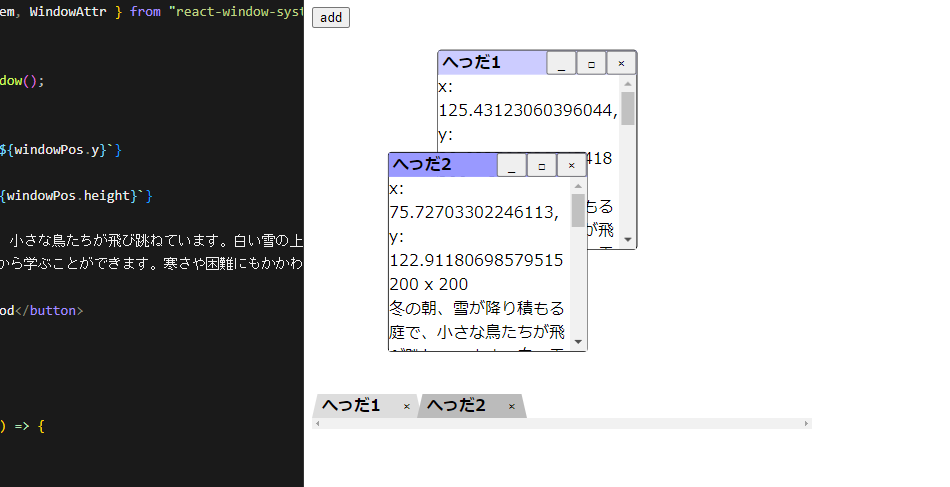 em, WindowAttr } from "react-window-syst
dow();
${windowPos.y}`}
{windowPos.height}`}
、小さな鳥たちが飛び跳ねています。白い雪の上
から学ぶことができます。寒さや困難にもかかわ
od</button>
) => {
add
へっだ1 _ □ ×
x:
125.43123060396044,
y:
418
もる
が飛
へっだ2 _ □ ×
x:
75.72703302246113,
y:
122.91180698579515
200 x 200
冬の朝、雪が降り積もる
庭で、小さな鳥たちが飛
へっだ1 × へっだ2 ×